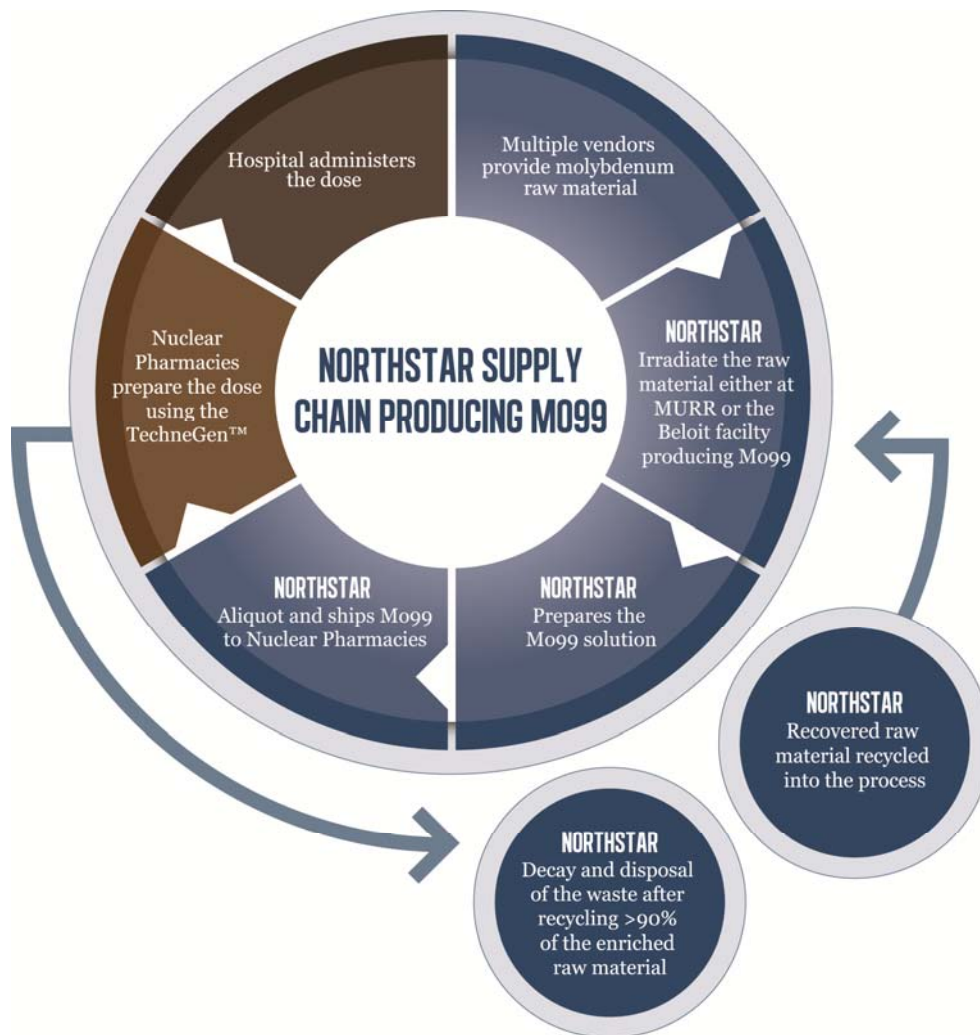 NORTHSTAR SUPPLY
CHAIN PRODUCING MO99
Multiple vendors
provide molybdenum
raw material
NORTHSTAR
Irradiate the raw
material either at
MURR or the
Beloit facilty
producing Mo99
NORTHSTAR
Prepares the
Mo99 solution
NORTHSTAR
Aliquot and ships Mo99
to Nuclear Pharmacies
Nuclear
Pharmacies
prepare the dose
using the
TechneGen™
Hospital administers
the dose
NORTHSTAR
Decay and disposal
of the waste after
recycling >90%
of the enriched
raw material
NORTHSTAR
Recovered raw
material recycled
into the process